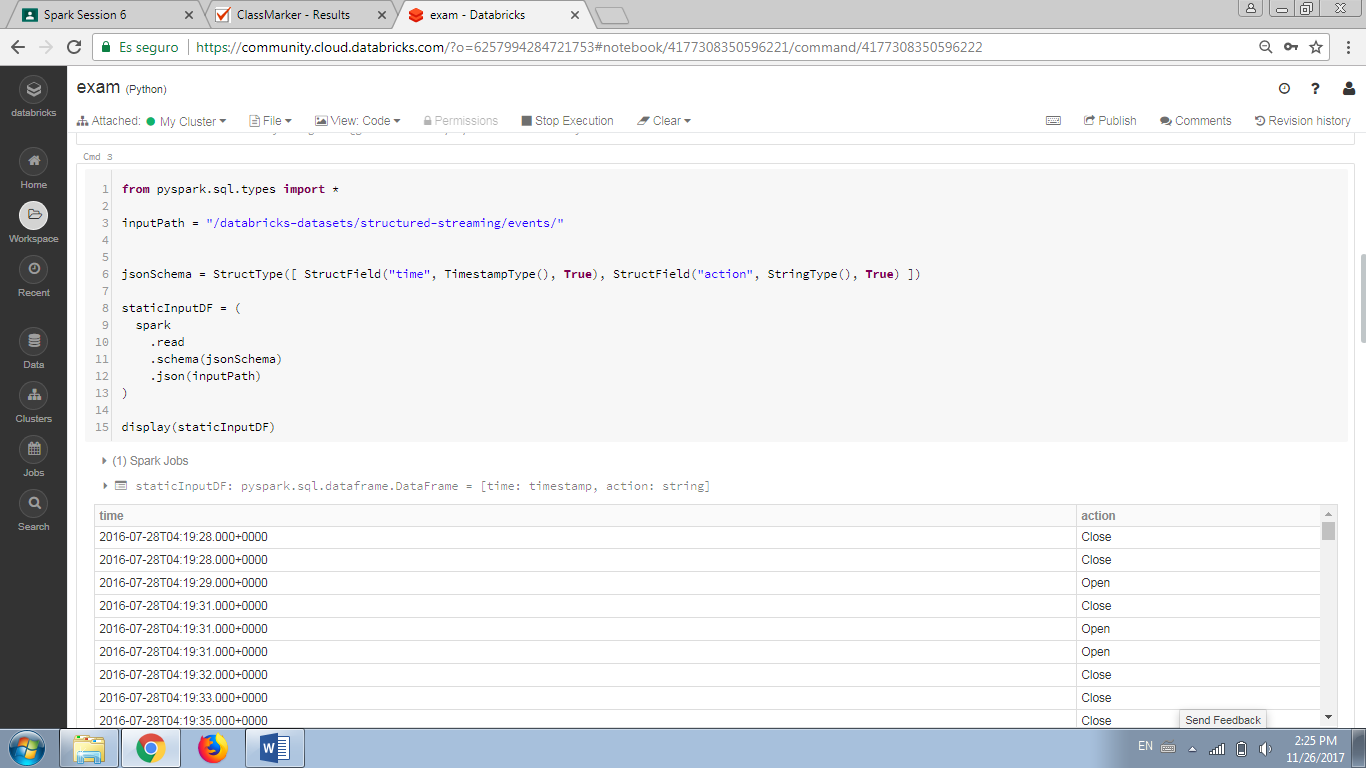 Spark Session 6
ClassMarker - Results
exam - Databricks
Es seguro
https://community.cloud.databricks.com/?o=6257994284721753#notebook/4177308350596221/command/4177308350596222
databricks
Home
Workspace
Recent
Data
Clusters
Jobs
Search
exam (Python)
?
Attached: My Cluster File View: Code Permissions Stop Execution Clear Publish Comments Revision history
Cmd 3
1 from pyspark.sql.types import *
2
3 inputPath = "/databricks-datasets/structured-streaming/events/"
4
5
6 jsonSchema = StructType([ StructField("time", TimestampType(), True), StructField("action", StringType(), True) ])
7
8 staticInputDF = (
9 spark
10 .read
11 .schema(jsonSchema)
12 .json(inputPath)
13 )
14
15 display(staticInputDF)
(1) Spark Jobs
staticInputDF: pyspark.sql.dataframe.DataFrame = [time: timestamp, action: string]
time action
2016-07-28T04:19:28.000+0000 Close
2016-07-28T04:19:28.000+0000 Close
2016-07-28T04:19:29.000+0000 Open
2016-07-28T04:19:31.000+0000 Close
2016-07-28T04:19:31.000+0000 Open
2016-07-28T04:19:31.000+0000 Open
2016-07-28T04:19:32.000+0000 Close
2016-07-28T04:19:33.000+0000 Close
2016-07-28T04:19:35.000+0000 Close
Send Feedback
EN
2:25 PM
11/26/2017